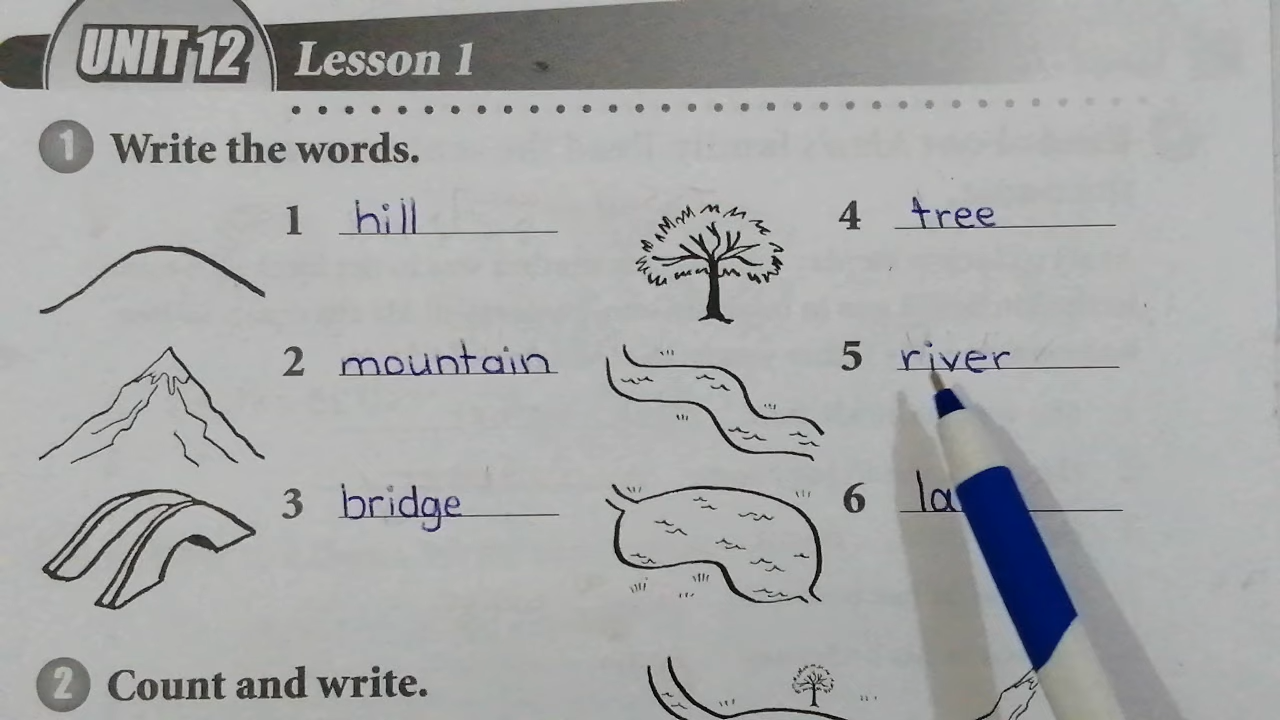 UNIT 12 Lesson 1
1 Write the words.
1 hill
2 mountain
3 bridge
4 tree
5 river
6
2 Count and write.